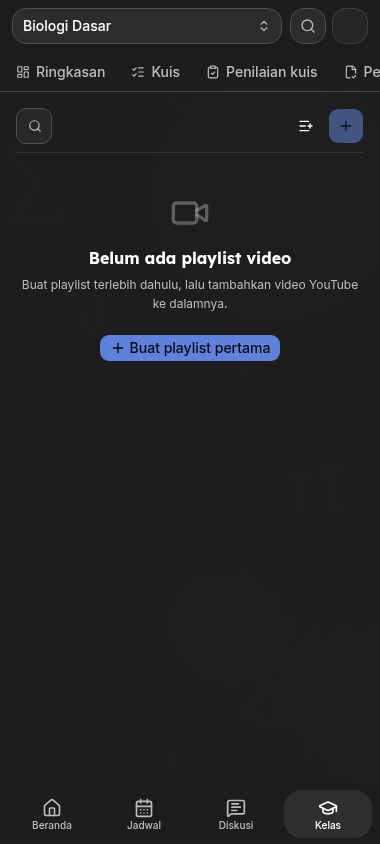 Biologi Dasar
Ringkasan
Kuis
Penilaian kuis
Pe
Belum ada playlist video
Buat playlist terlebih dahulu, lalu tambahkan video YouTube
ke dalamnya.
Buat playlist pertama
Beranda
Jadwal
Diskusi
Kelas